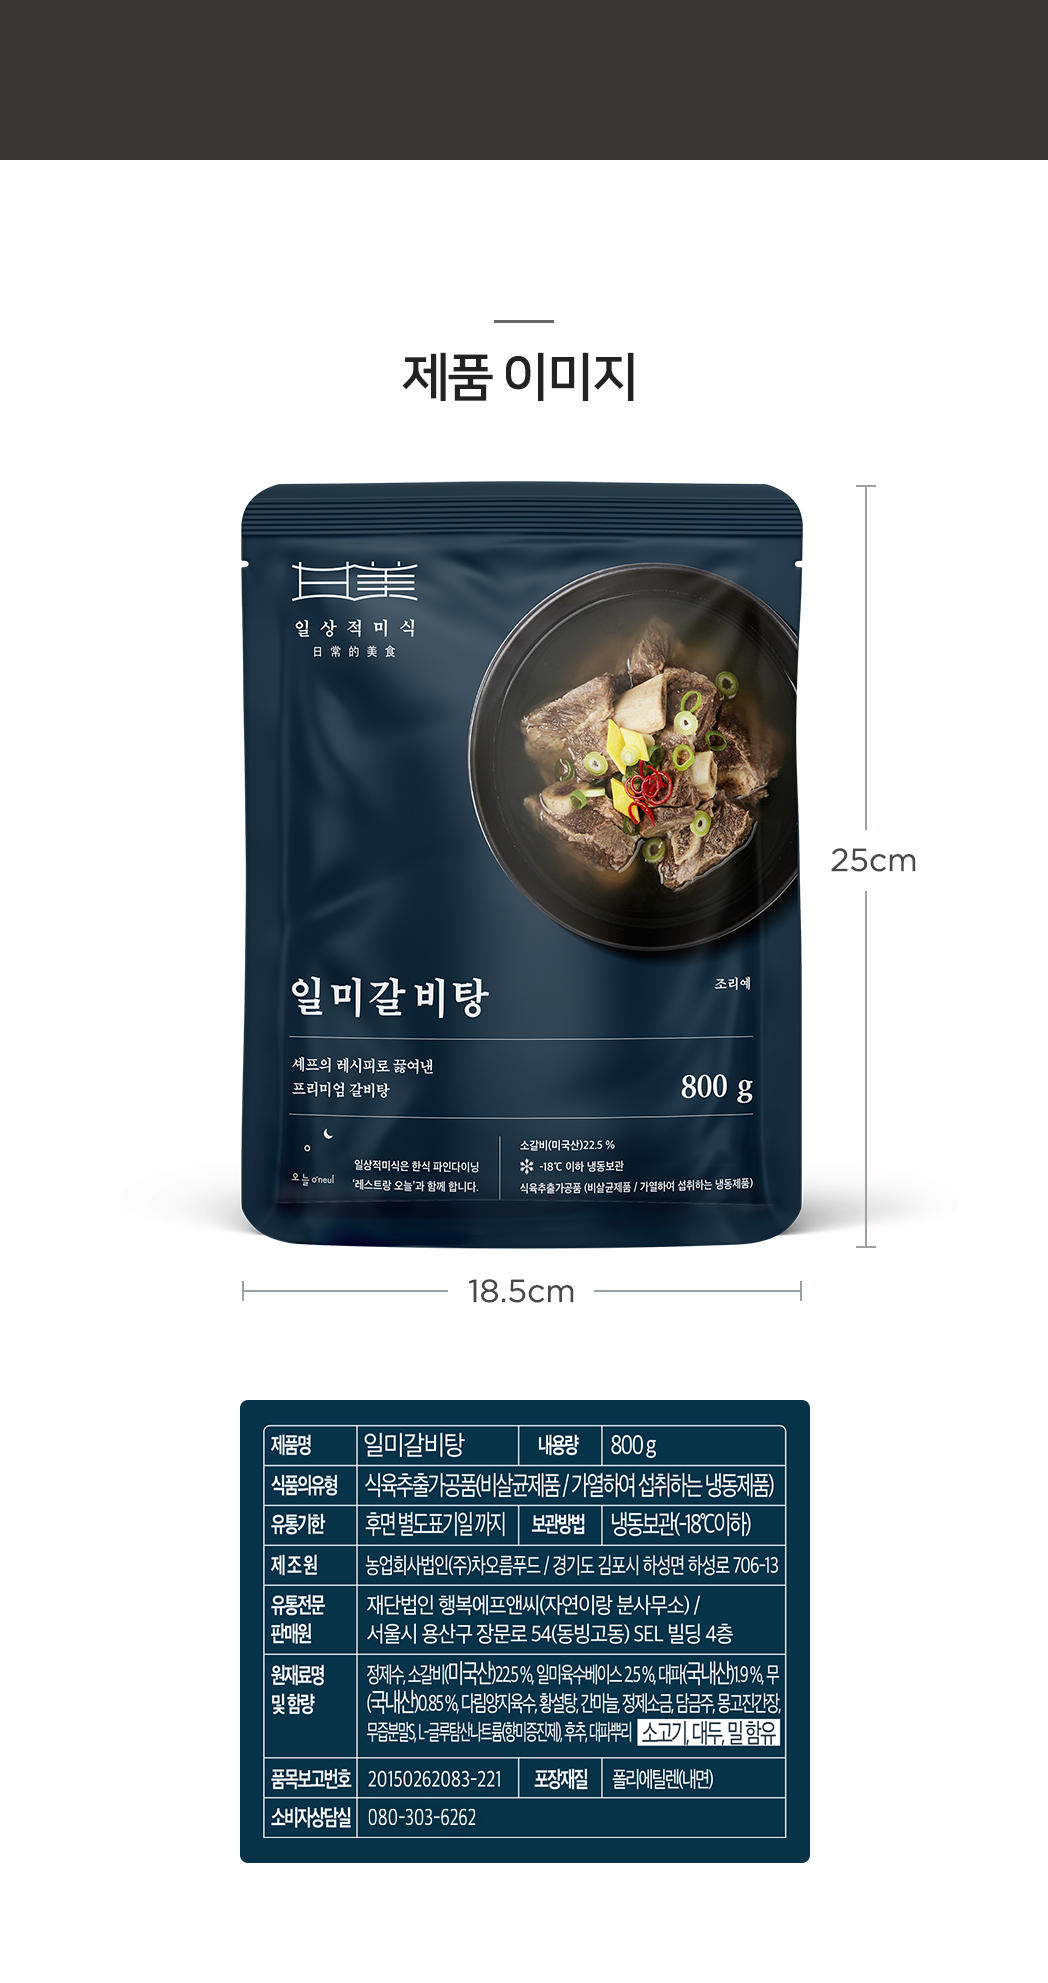 제품 이미지
日美
일상적미식
日常的美食
25cm
일미갈비탕
조리예
셰프의 레시피로 끓여낸
프리미엄 갈비탕
800 g
오늘 o'neul
일상적미식은 한식 파인다이닝
'레스트랑 오늘'과 함께 합니다.
소갈비(미국산)22.5 %
-18℃ 이하 냉동보관
식육추출가공품 (비살균제품 / 가열하여 섭취하는 냉동제품)
18.5cm
제품명 일미갈비탕 내용량 800 g
식품의유형 식육추출가공품(비살균제품 / 가열하여 섭취하는 냉동제품)
유통기한 후면 별도표기일 까지 보관방법 냉동보관(-18℃이하)
제조원 농업회사법인(주)차오름푸드 / 경기도 김포시 하성면 하성로 706-13
유통전문 재단법인 행복에프앤씨(자연이랑 분사무소) /
판매원 서울시 용산구 장문로 54(동빙고동) SEL 빌딩 4층
원재료명 정제수, 소갈비(미국산)22.5 %, 일미육수베이스 2.5 %, 대파(국내산)1.9 %, 무
및 함량 (국내산)0.85 %, 다림양지육수, 황설탕, 간마늘, 정제소금, 담금주, 몽고진간장,
무즙분말S, L-글루탐산나트륨(향미증진제), 후추, 대파뿌리 소고기, 대두, 밀 함유
품목보고번호 20150262083-221 포장재질 폴리에틸렌(내면)
소비자상담실 080-303-6262